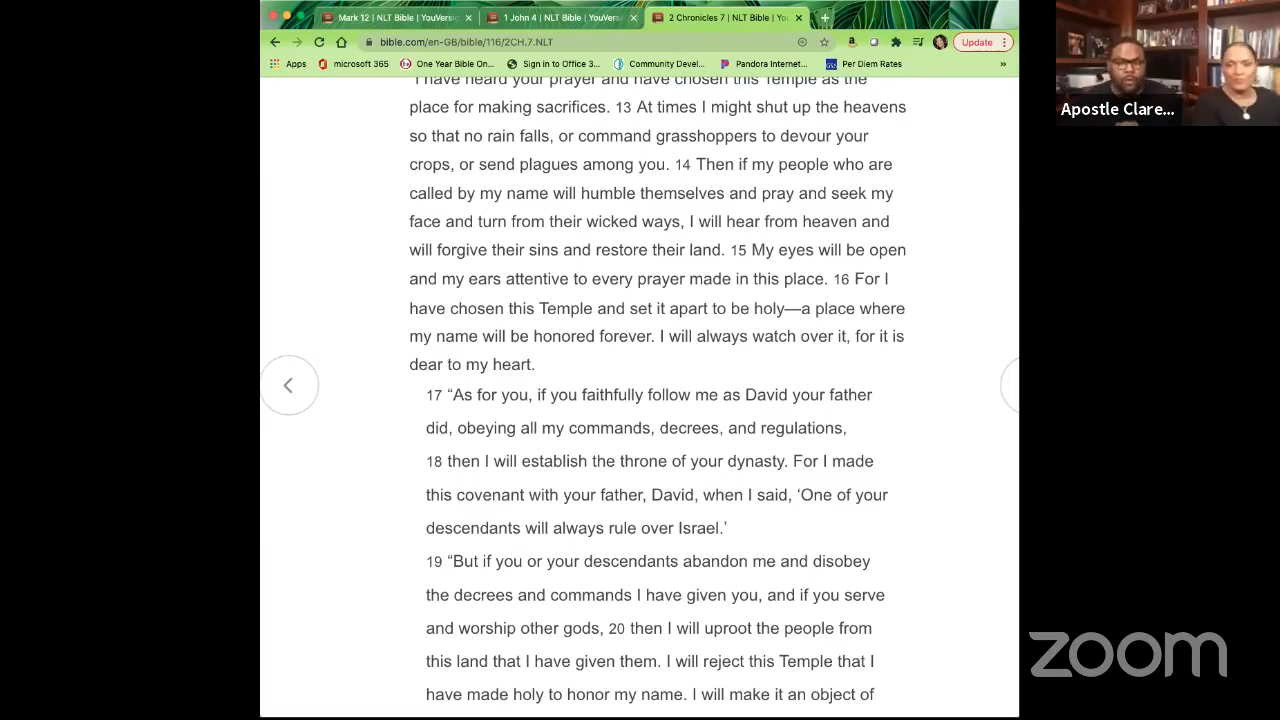 Mark 12 | NLT Bible | YouVersi
1 John 4 | NLT Bible | YouVers
2 Chronicles 7 | NLT Bible | You
bible.com/en-GB/bible/116/2CH.7.NLT
Update
Apps
microsoft 365
One Year Bible On...
Sign in to Office 3...
Community Devel...
Pandora Internet...
Per Diem Rates
»
I have heard your prayer and have chosen this Temple as the
place for making sacrifices. 13 At times I might shut up the heavens
so that no rain falls, or command grasshoppers to devour your
crops, or send plagues among you. 14 Then if my people who are
called by my name will humble themselves and pray and seek my
face and turn from their wicked ways, I will hear from heaven and
will forgive their sins and restore their land. 15 My eyes will be open
and my ears attentive to every prayer made in this place. 16 For I
have chosen this Temple and set it apart to be holy—a place where
my name will be honored forever. I will always watch over it, for it is
dear to my heart.
17 “As for you, if you faithfully follow me as David your father
did, obeying all my commands, decrees, and regulations,
18 then I will establish the throne of your dynasty. For I made
this covenant with your father, David, when I said, ‘One of your
descendants will always rule over Israel.’
19 “But if you or your descendants abandon me and disobey
the decrees and commands I have given you, and if you serve
and worship other gods, 20 then I will uproot the people from
this land that I have given them. I will reject this Temple that I
have made holy to honor my name. I will make it an object of
Apostle Clare...
zoom